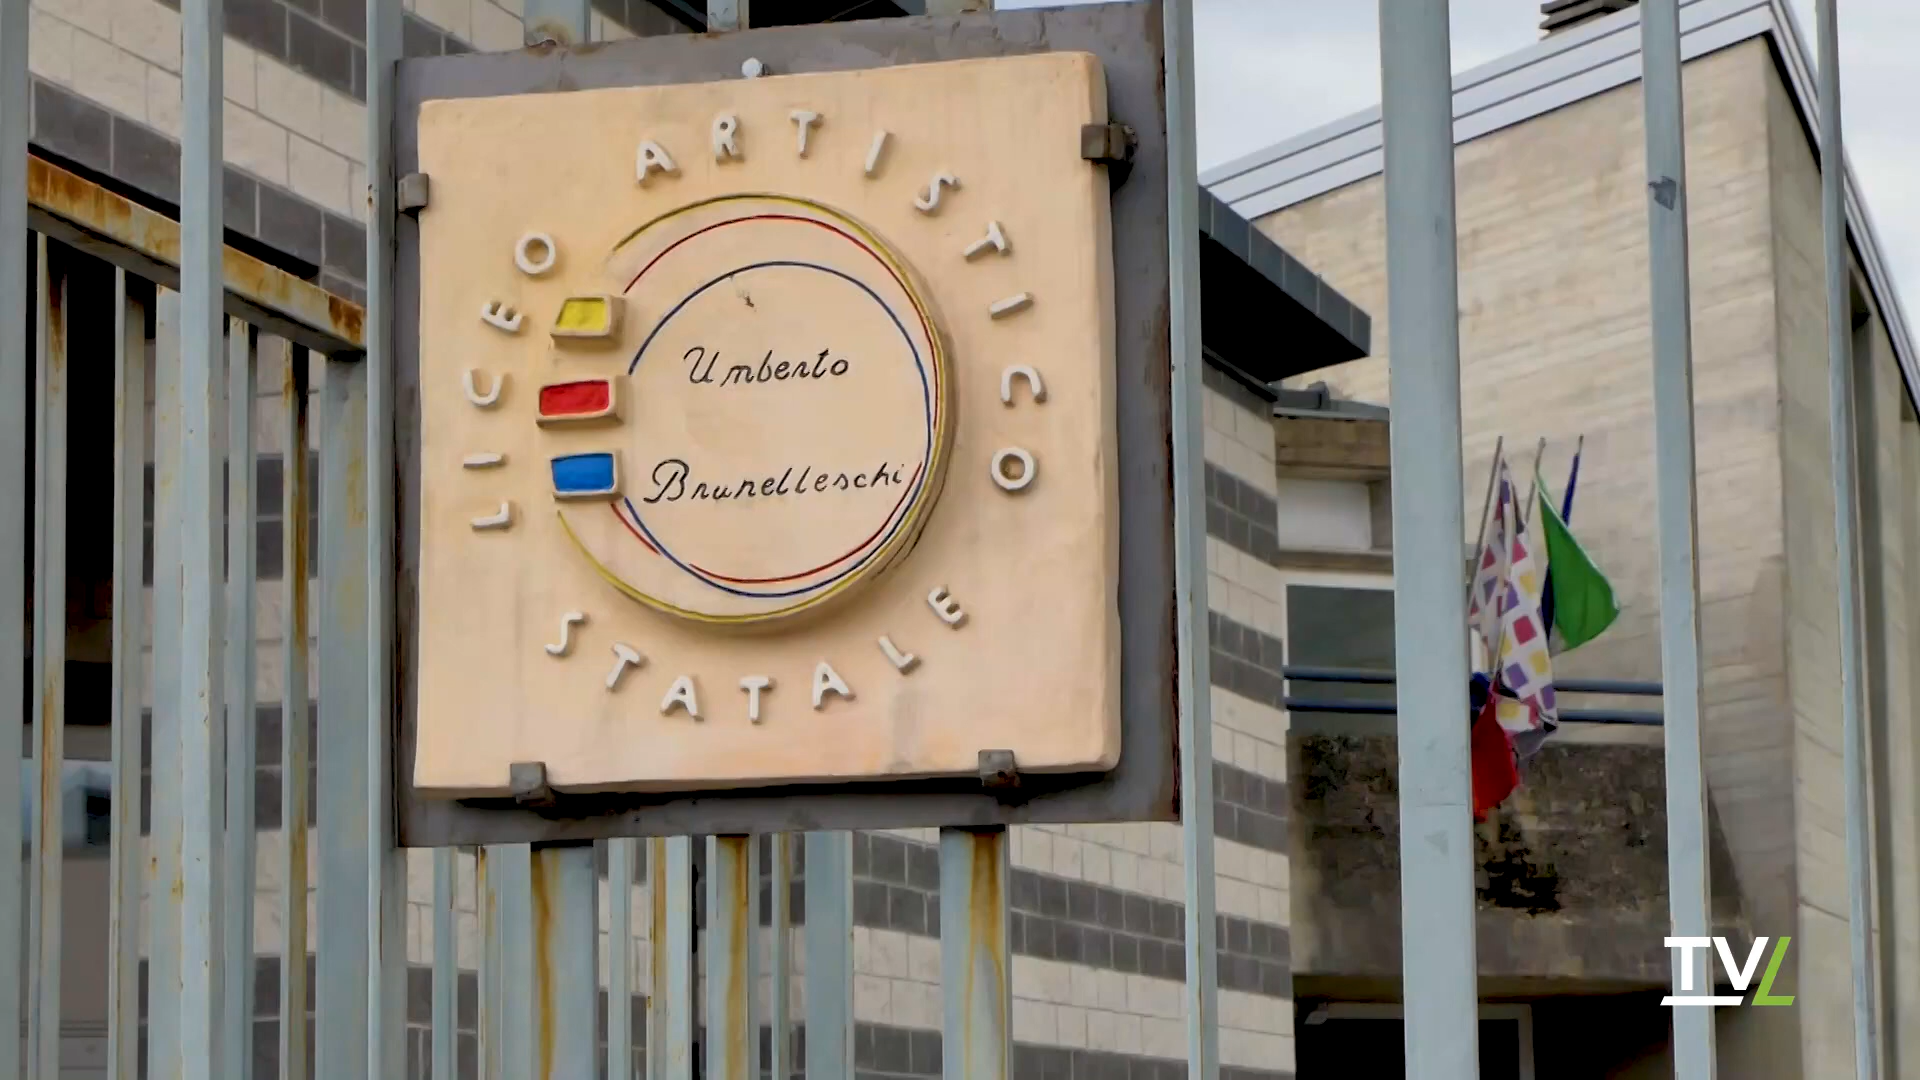 LICEO ARTISTICO
Umberto
Brunelleschi
STATALE
TVL